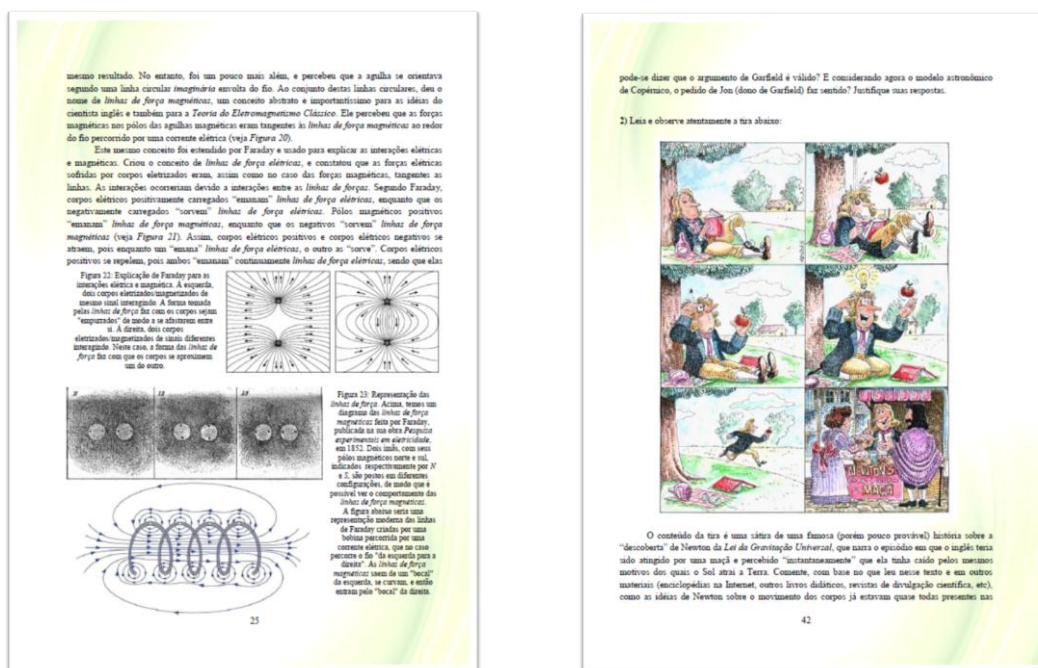 mesmo resultado. No entanto, foi um pouco mais além, e percebeu que a agulha se orientava
segundo uma linha circular imaginária envolta do fio. Ao conjunto destas linhas circulares, deu o
nome de linhas de força magnéticas, um conceito abstrato e importantíssimo para as idéias do
cientista inglês e também para a Teoria do Eletromagnetismo Clássico. Ele percebeu que as forças
magnéticas nos pólos das agulhas magnéticas eram tangentes às linhas de força magnéticas ao redor
do fio percorrido por uma corrente elétrica (veja Figura 20).
Este mesmo conceito foi estendido por Faraday e usado para explicar as interações elétricas
e magnéticas. Criou o conceito de linhas de força elétricas, e constatou que as forças elétricas
sofridas por corpos eletrizados eram, assim como no caso das forças magnéticas, tangentes as
linhas. As interações ocorreriam devido a interações entre as linhas de forças. Segundo Faraday,
corpos elétricos positivamente carregados "emanam" linhas de força elétricas, enquanto que os
negativamente carregados "sorvem" linhas de força elétricas. Pólos magnéticos positivos
"emanam" linhas de força magnéticas, enquanto que os negativos "sorvem" linhas de força
magnéticas (veja Figura 21). Assim, corpos elétricos positivos e corpos elétricos negativos se
atraem, pois enquanto um "emana" linhas de força elétricas, o outro as "sorve". Corpos elétricos
positivos se repelem, pois ambos "emanam" continuamente linhas de força elétricas, sendo que elas
Figura 22: Explicação de Faraday para as
interações elétrica e magnética. À esquerda,
dois corpos eletrizados/magnetizados de
mesmo sinal interagindo. A forma tomada
pelas linhas de força faz com os corpos sejam
"empurrados" de modo a se afastarem entre
si. À direita, dois corpos
eletrizados/magnetizados de sinais diferentes
interagindo. Neste caso, a forma das linhas de
força faz com que os corpos se aproximem
um do outro.
Figura 23: Representação das
linhas de força. Acima, temos um
diagrama das linhas de força
magnéticas feita por Faraday,
publicada na sua obra Pesquisa
experimentais em eletricidade,
em 1852. Dois imãs, com seus
pólos magnéticos norte e sul,
indicados respectivamente por N
e S, são postos em diferentes
configurações, de modo que é
possível ver o comportamento das
linhas de força magnéticas.
A figura abaixo seria uma
representação moderna das linhas
de Faraday criadas por uma
bobina percorrida por uma
corrente elétrica, que no caso
percorre o fio "da esquerda para a
direita". As linhas de força
magnéticas saem de um "bocal"
da esquerda, se curvam, e então
entram pelo "bocal" da direita.
25
pode-se dizer que o argumento de Garfield é válido? E considerando agora o modelo astronômico
de Copérnico, o pedido de Jon (dono de Garfield) faz sentido? Justifique suas respostas.
2) Leia e observe atentamente a tira abaixo:
NEWTON'S
MAÇÃ
O conteúdo da tira é uma sátira de uma famosa (porém pouco provável) história sobre a
"descoberta" de Newton da Lei da Gravitação Universal, que narra o episódio em que o inglês teria
sido atingido por uma maçã e percebido "instantaneamente" que ela tinha caído pelos mesmos
motivos dos quais o Sol atrai a Terra. Comente, com base no que leu nesse texto e em outros
materiais (enciclopédias na Internet, outros livros didáticos, revistas de divulgação científica, etc),
como as idéias de Newton sobre o movimento dos corpos já estavam quase todas presentes nas
42